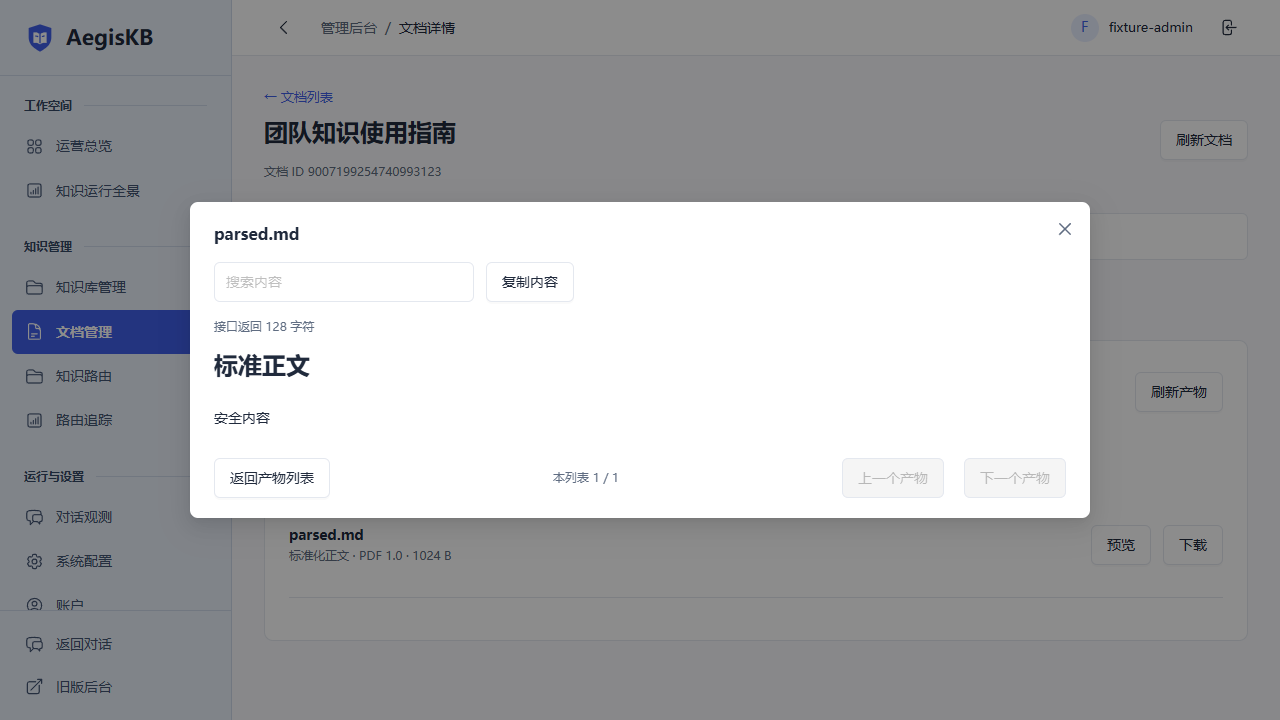 AegisKB
工作空间
运营总览
知识运行全景
知识管理
知识库管理
文档管理
知识路由
路由追踪
运行与设置
对话观测
系统配置
账户
返回对话
旧版后台
管理后台 / 文档详情
F fixture-admin
← 文档列表
团队知识使用指南
刷新文档
文档 ID 9007199254740993123
parsed.md
搜索内容
复制内容
接口返回 128 字符
标准正文
安全内容
返回产物列表
本列表 1 / 1
上一个产物
下一个产物
刷新产物
parsed.md
标准化正文 · PDF 1.0 · 1024 B
预览
下载